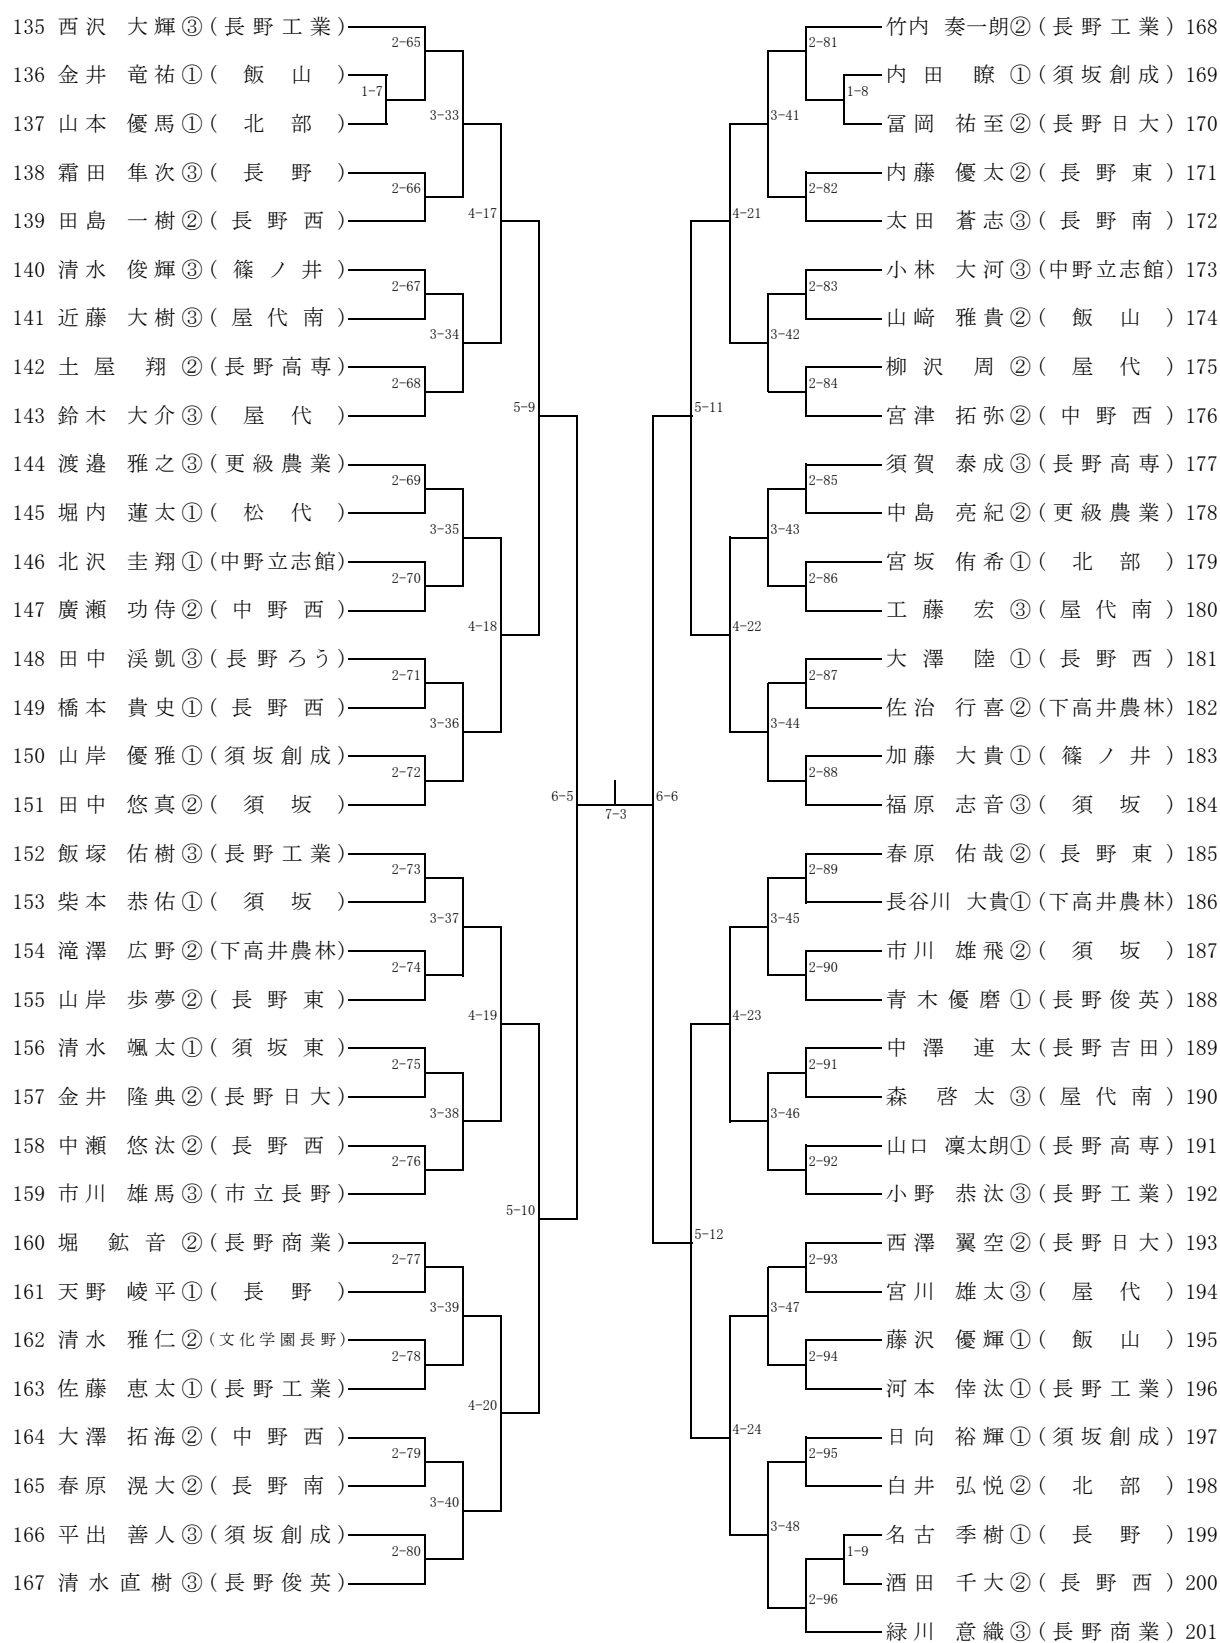 135 西沢 大輝③(長野工業)
136 金井 竜祐①( 飯 山 )
137 山本 優馬①( 北 部 )
138 霜田 隼次③( 長 野 )
139 田島 一樹②( 長 野 西 )
140 清水 俊輝③( 篠 ノ 井 )
141 近藤 大樹③( 屋 代 南 )
142 土屋 翔 ②(長野高専)
143 鈴木 大介③( 屋 代 )
144 渡邉 雅之③(更級農業)
145 堀内 蓮太①( 松 代 )
146 北沢 圭翔①(中野立志館)
147 廣瀬 功侍②( 中 野 西 )
148 田中 渓凱③(長野ろう)
149 橋本 貴史①( 長 野 西 )
150 山岸 優雅①(須坂創成)
151 田中 悠真②( 須 坂 )
152 飯塚 佑樹③(長野工業)
153 柴本 恭佑①( 須 坂 )
154 滝澤 広野②(下高井農林)
155 山岸 歩夢②( 長 野 東 )
156 清水 颯太①( 須 坂 東 )
157 金井 隆典②(長野日大)
158 中瀬 悠汰②( 長 野 西 )
159 市川 雄馬③(市立長野)
160 堀 鉱音 ②(長野商業)
161 天野 崚平①( 長 野 )
162 清水 雅仁②(文化学園長野)
163 佐藤 恵太①(長野工業)
164 大澤 拓海②( 中 野 西 )
165 春原 滉大②( 長 野 南 )
166 平出 善人③(須坂創成)
167 清水直樹③(長野俊英)
2-65
1-7
3-33
2-66
4-17
2-67
3-34
2-68
5-9
2-69
3-35
2-70
4-18
2-71
3-36
2-72
6-5
2-73
3-37
2-74
4-19
2-75
3-38
2-76
5-10
2-77
3-39
2-78
4-20
2-79
3-40
2-80
7-3
6-6
2-81
1-8
3-41
2-82
4-21
2-83
3-42
2-84
5-11
2-85
3-43
2-86
4-22
2-87
3-44
2-88
2-89
3-45
2-90
4-23
2-91
3-46
2-92
5-12
2-93
3-47
2-94
4-24
2-95
3-48
1-9
2-96
竹内 奏一朗②(長野工業) 168
内田 瞭 ①(須坂創成) 169
冨岡 祐至②(長野日大) 170
内藤 優太②( 長 野 東 ) 171
太田 蒼志③( 長 野 南 ) 172
小林 大河③(中野立志館) 173
山﨑 雅貴②( 飯 山 ) 174
柳沢 周 ②( 屋 代 ) 175
宮津 拓弥②( 中 野 西 ) 176
須賀 泰成③(長野高専) 177
中島 亮紀②(更級農業) 178
宮坂 侑希①( 北 部 ) 179
工藤 宏 ③( 屋 代 南 ) 180
大澤 陸 ①( 長 野 西 ) 181
佐治 行喜②(下高井農林) 182
加藤 大貴①( 篠 ノ 井 ) 183
福原 志音③( 須 坂 ) 184
春原 佑哉②( 長 野 東 ) 185
長谷川 大貴①(下高井農林) 186
市川 雄飛②( 須 坂 ) 187
青木優磨①(長野俊英) 188
中澤 連太(長野吉田) 189
森 啓太 ③( 屋 代 南 ) 190
山口 凜太朗①(長野高専) 191
小野 恭汰③(長野工業) 192
西澤 翼空②(長野日大) 193
宮川 雄太③( 屋 代 ) 194
藤沢 優輝①( 飯 山 ) 195
河本 倖汰①(長野工業) 196
日向 裕輝①(須坂創成) 197
白井 弘悦②( 北 部 ) 198
名古 季樹①( 長 野 ) 199
酒田 千大②( 長 野 西 ) 200
緑川 意織③(長野商業) 201